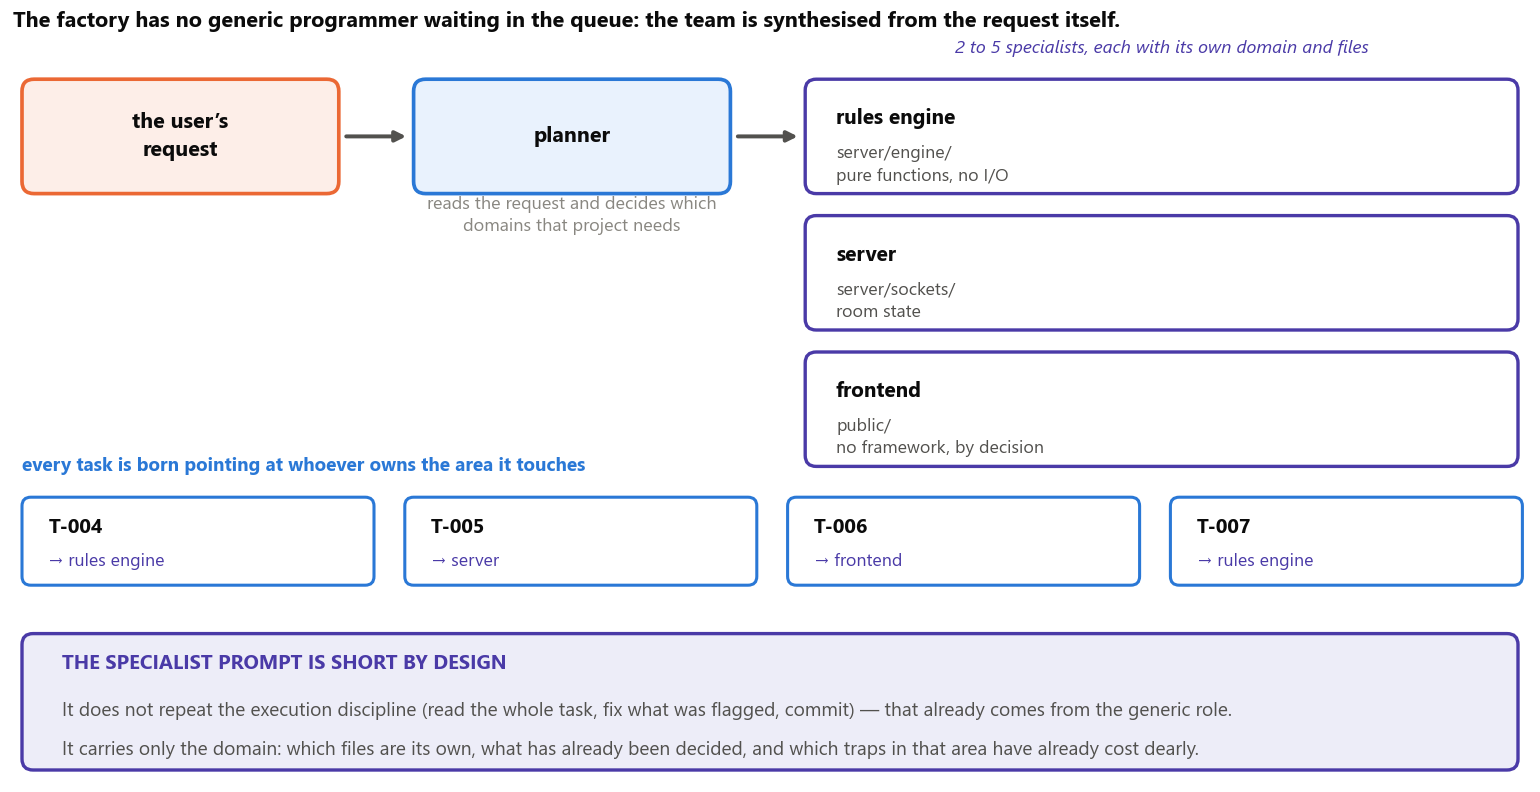 The factory has no generic programmer waiting in the queue: the team is synthesised from the request itself.
2 to 5 specialists, each with its own domain and files
the user’s
request
planner
reads the request and decides which
domains that project needs
rules engine
server/engine/
pure functions, no I/O
server
server/sockets/
room state
frontend
public/
no framework, by decision
every task is born pointing at whoever owns the area it touches
T-004
→ rules engine
T-005
→ server
T-006
→ frontend
T-007
→ rules engine
THE SPECIALIST PROMPT IS SHORT BY DESIGN
It does not repeat the execution discipline (read the whole task, fix what was flagged, commit) — that already comes from the generic role.
It carries only the domain: which files are its own, what has already been decided, and which traps in that area have already cost dearly.